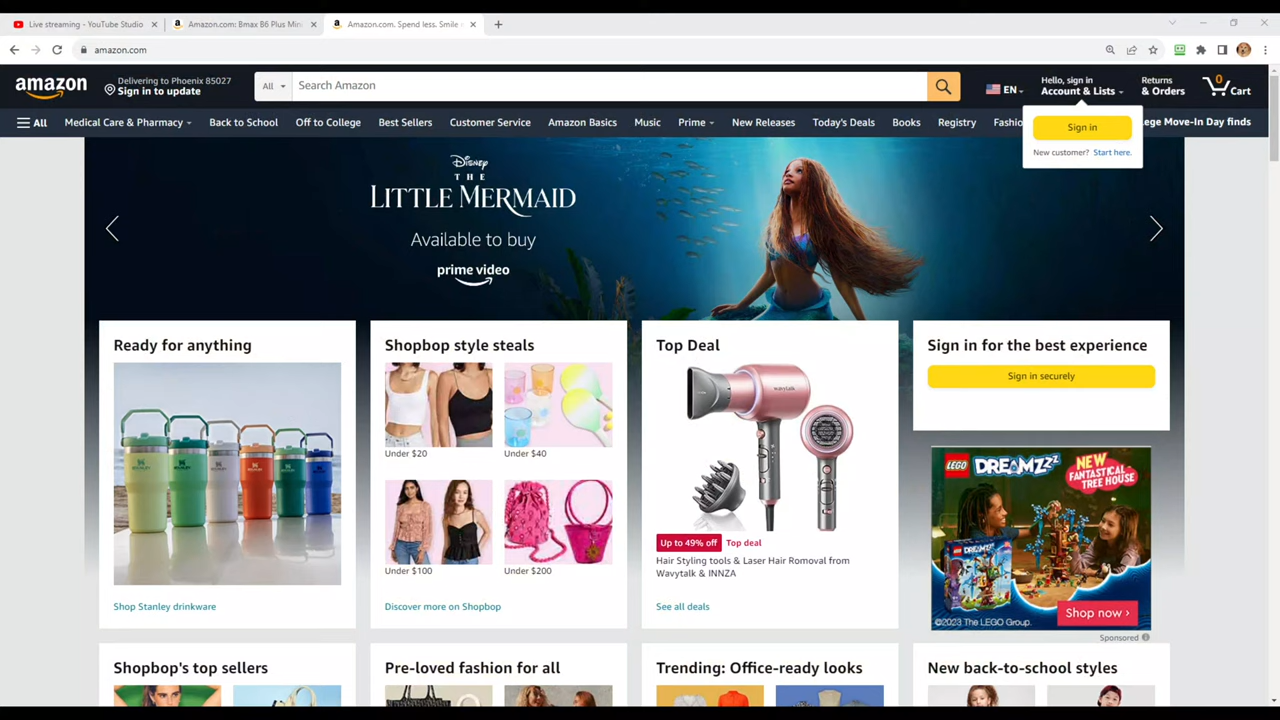 Live streaming - YouTube Studio
Amazon.com: Bmax B6 Plus Min
Amazon.com. Spend less. Smile
amazon.com
amazon
Delivering to Phoenix 85027
Sign in to update
All
Search Amazon
EN
Hello, sign in
Account & Lists
Returns
& Orders
0
Cart
All
Medical Care & Pharmacy
Back to School
Off to College
Best Sellers
Customer Service
Amazon Basics
Music
Prime
New Releases
Today's Deals
Books
Registry
Fashio
ege Move-In Day finds
Sign in
New customer? Start here.
Disney
THE
LITTLE MERMAID
Available to buy
prime video
Ready for anything
STANLEY
Shop Stanley drinkware
Shopbop style steals
Under $20
Under $40
Under $100
Under $200
Discover more on Shopbop
Top Deal
wavytalk
Up to 49% off
Top deal
Hair Styling tools & Laser Hair Romoval from
Wavytalk & INNZA
See all deals
Sign in for the best experience
Sign in securely
LEGO DREAMZzz
NEW
FANTASTICAL
TREE HOUSE
Shop now ›
©2023 The LEGO Group.
Sponsored
Shopbop's top sellers
Pre-loved fashion for all
Trending: Office-ready looks
New back-to-school styles